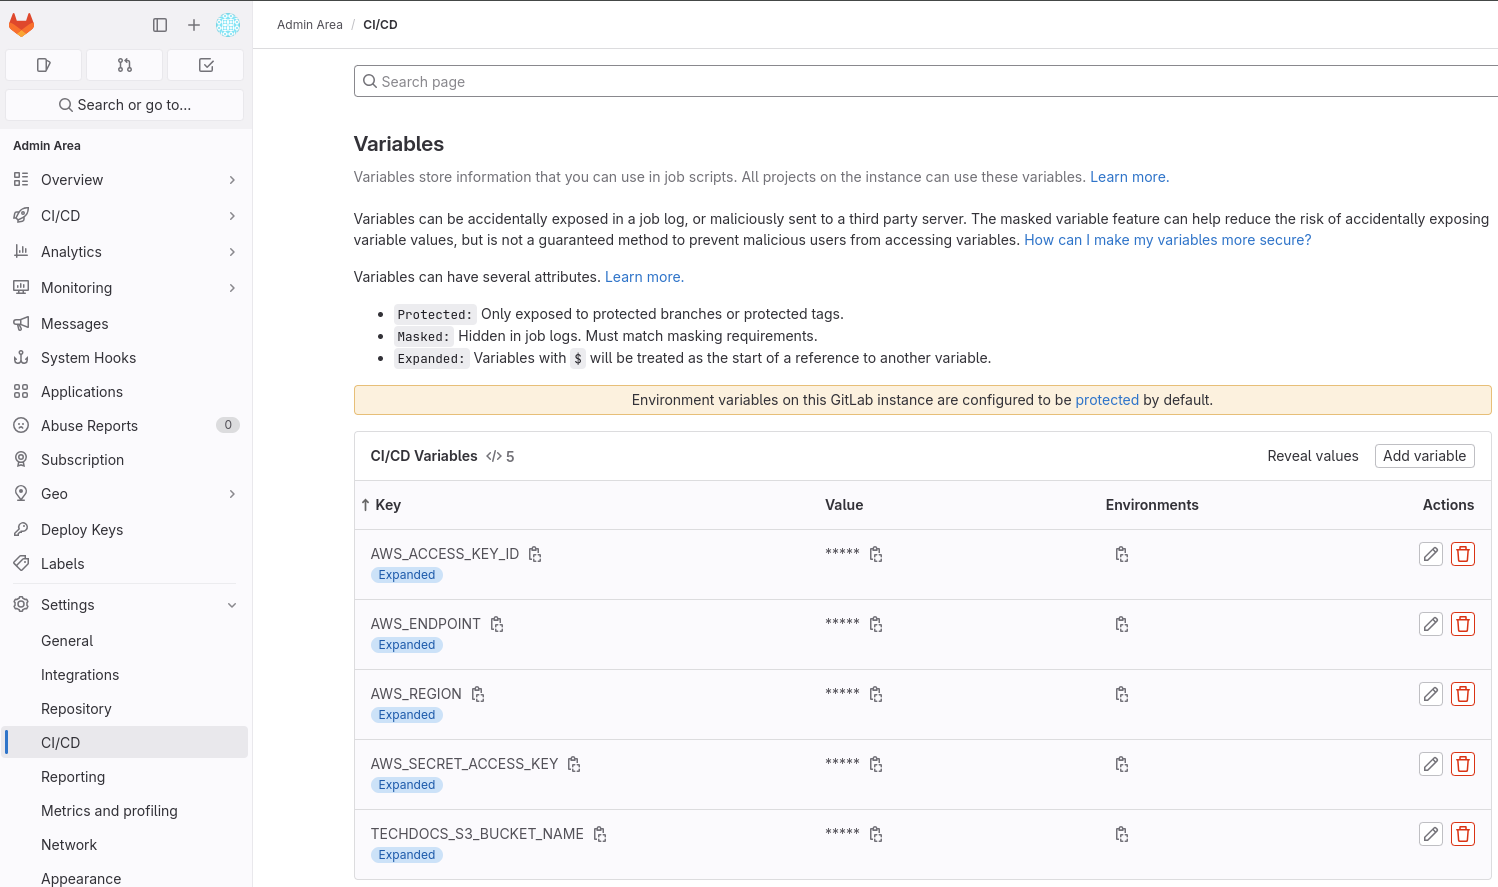 Admin Area / CI/CD
Search or go to...
Admin Area
Overview
CI/CD
Analytics
Monitoring
Messages
System Hooks
Applications
Abuse Reports 0
Subscription
Geo
Deploy Keys
Labels
Settings
General
Integrations
Repository
CI/CD
Reporting
Metrics and profiling
Network
Appearance
Search page
Variables
Variables store information that you can use in job scripts. All projects on the instance can use these variables. Learn more.
Variables can be accidentally exposed in a job log, or maliciously sent to a third party server. The masked variable feature can help reduce the risk of accidentally exposing
variable values, but is not a guaranteed method to prevent malicious users from accessing variables. How can I make my variables more secure?
Variables can have several attributes. Learn more.
• Protected: Only exposed to protected branches or protected tags.
• Masked: Hidden in job logs. Must match masking requirements.
• Expanded: Variables with $ will be treated as the start of a reference to another variable.
Environment variables on this GitLab instance are configured to be protected by default.
CI/CD Variables </> 5 Reveal values Add variable
↑ Key Value Environments Actions
AWS_ACCESS_KEY_ID *****
Expanded
AWS_ENDPOINT *****
Expanded
AWS_REGION *****
Expanded
AWS_SECRET_ACCESS_KEY *****
Expanded
TECHDOCS_S3_BUCKET_NAME *****
Expanded